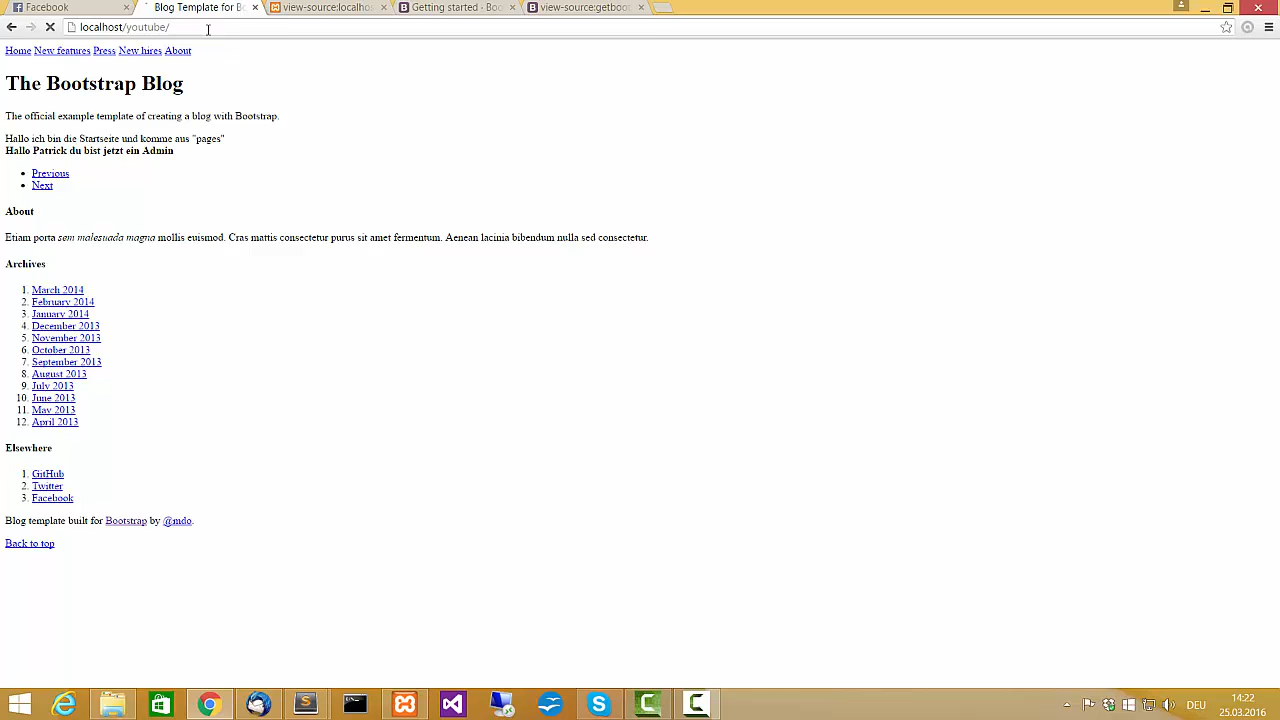 Facebook
Blog Template for Bo
view-source:localhos
Getting started - Boo
view-source:getboots
localhost/youtube/
Home New features Press New hires About
The Bootstrap Blog
The official example template of creating a blog with Bootstrap.
Hallo ich bin die Startseite und komme aus "pages"
Hallo Patrick du bist jetzt ein Admin
Previous
Next
About
Etiam porta sem malesuada magna mollis euismod. Cras mattis consectetur purus sit amet fermentum. Aenean lacinia bibendum nulla sed consectetur.
Archives
1. March 2014
2. February 2014
3. January 2014
4. December 2013
5. November 2013
6. October 2013
7. September 2013
8. August 2013
9. July 2013
10. June 2013
11. May 2013
12. April 2013
Elsewhere
1. GitHub
2. Twitter
3. Facebook
Blog template built for Bootstrap by @mdo.
Back to top
DEU
14:22
25.03.2016